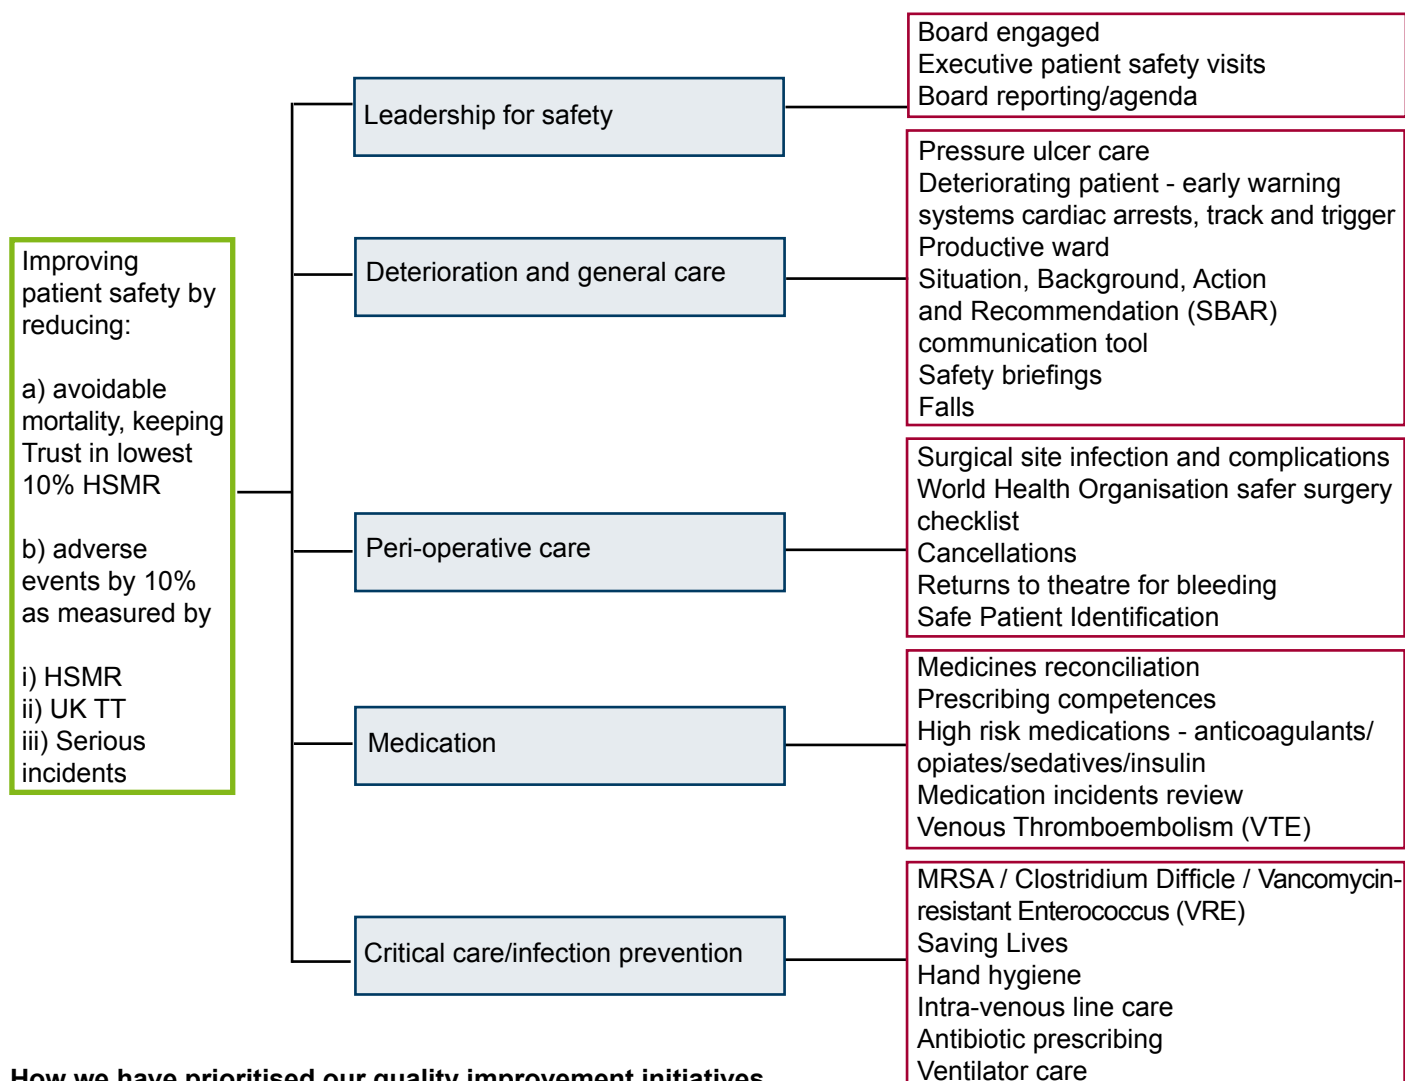 Improving
patient safety by
reducing:
a) avoidable
mortality, keeping
Trust in lowest
10% HSMR
b) adverse
events by 10%
as measured by
i) HSMR
ii) UK TT
iii) Serious
incidents
Leadership for safety
Board engaged
Executive patient safety visits
Board reporting/agenda
Deterioration and general care
Pressure ulcer care
Deteriorating patient - early warning
systems cardiac arrests, track and trigger
Productive ward
Situation, Background, Action
and Recommendation (SBAR)
communication tool
Safety briefings
Falls
Peri-operative care
Surgical site infection and complications
World Health Organisation safer surgery
checklist
Cancellations
Returns to theatre for bleeding
Safe Patient Identification
Medication
Medicines reconciliation
Prescribing competences
High risk medications - anticoagulants/
opiates/sedatives/insulin
Medication incidents review
Venous Thromboembolism (VTE)
Critical care/infection prevention
MRSA / Clostridium Difficle / Vancomycin-
resistant Enterococcus (VRE)
Saving Lives
Hand hygiene
Intra-venous line care
Antibiotic prescribing
Ventilator care
How we have prioritised our quality improvement initiatives